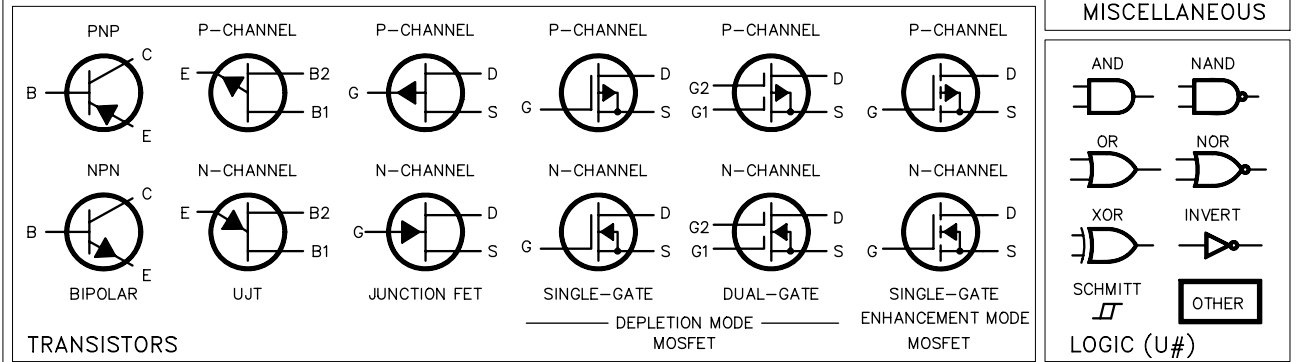 PNP P-CHANNEL P-CHANNEL P-CHANNEL P-CHANNEL P-CHANNEL
B C E
E B2 B1
G D S
G D S
G2 G1 D S
G D S
NPN N-CHANNEL N-CHANNEL N-CHANNEL N-CHANNEL N-CHANNEL
B C E
E B2 B1
G D S
G D S
G2 G1 D S
G D S
BIPOLAR UJT JUNCTION FET SINGLE-GATE DUAL-GATE SINGLE-GATE
DEPLETION MODE
MOSFET
ENHANCEMENT MODE
MOSFET
TRANSISTORS
MISCELLANEOUS
AND NAND
OR NOR
XOR INVERT
SCHMITT OTHER
LOGIC (U#)